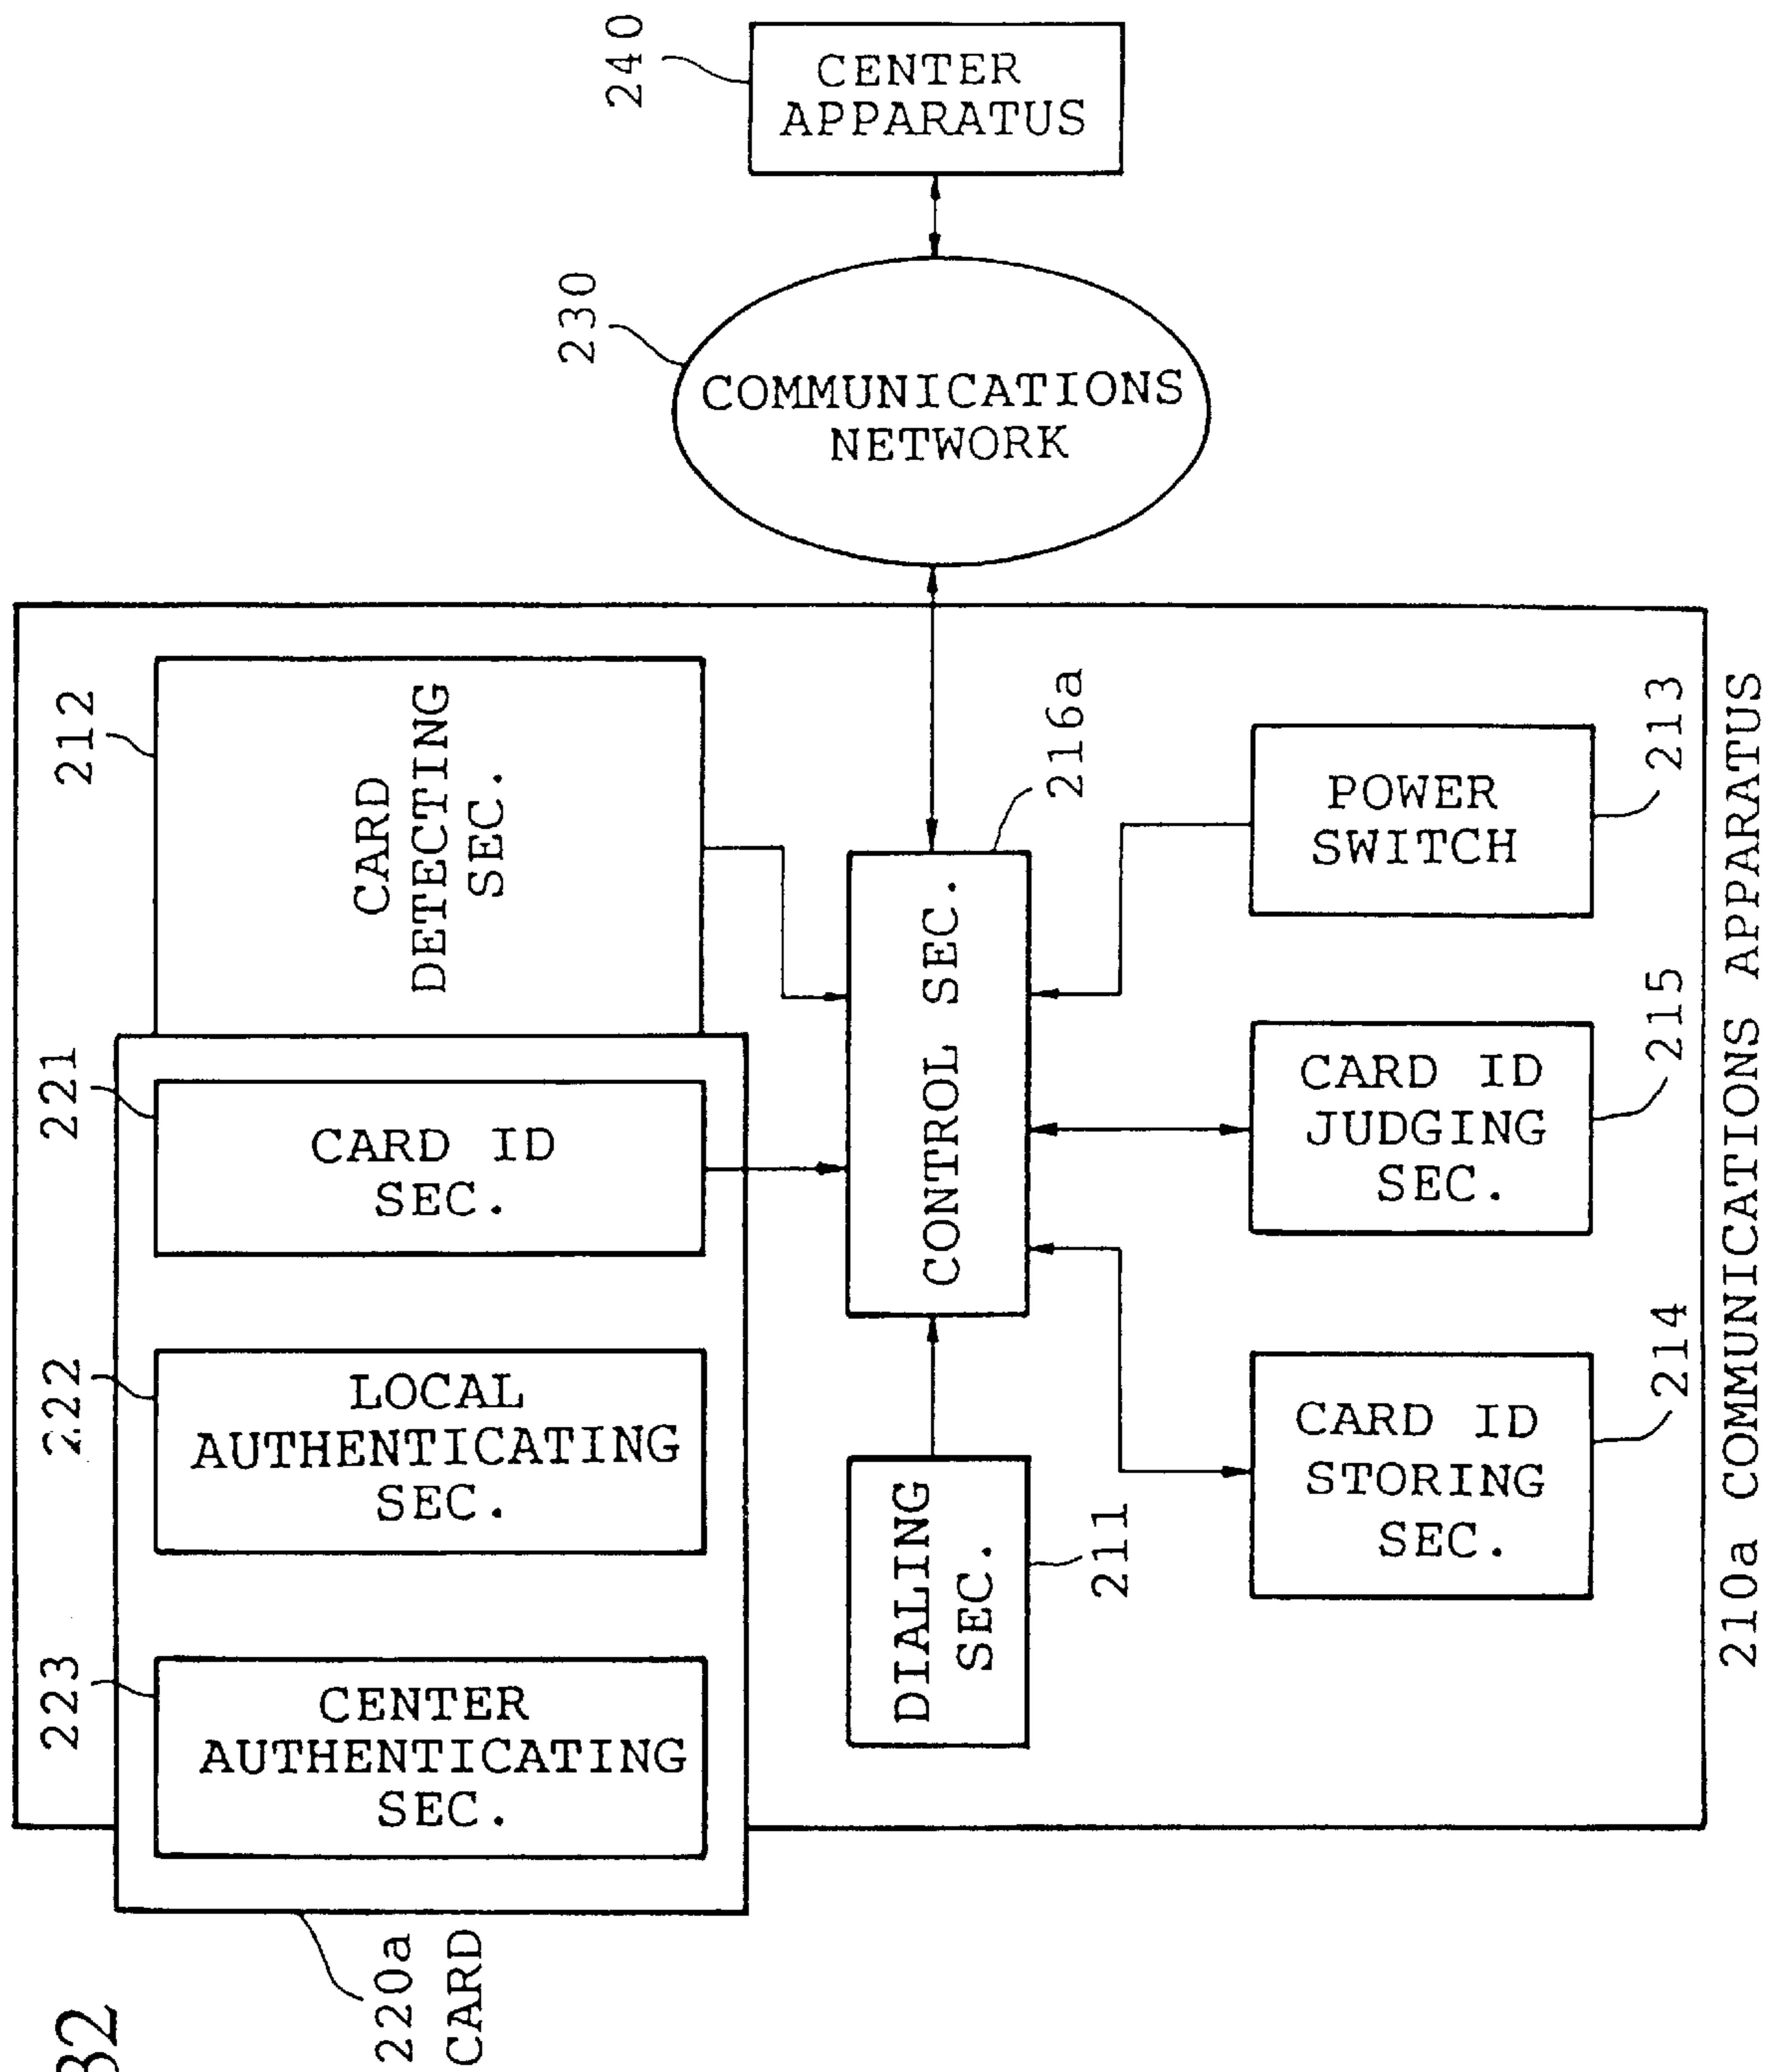 240
CENTER
APPARATUS
230
COMMUNICATIONS
NETWORK
212
CARD
DETECTING
SEC.
216a
CONTROL SEC.
POWER
SWITCH
213
221
CARD ID
SEC.
CARD ID
JUDGING
SEC.
215
222
LOCAL
AUTHENTICATING
SEC.
CARD ID
STORING
SEC.
214
223
CENTER
AUTHENTICATING
SEC.
DIALING
SEC.
211
210a COMMUNICATIONS APPARATUS
220a
CARD